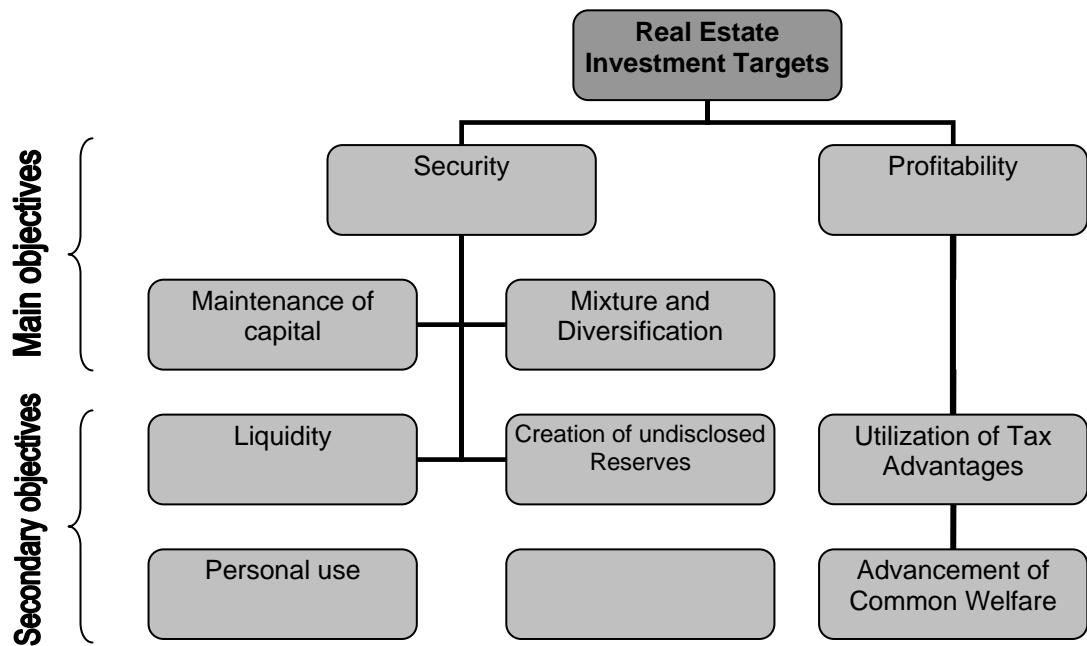 Real Estate
Investment Targets
Main objectives
Security
Profitability
Maintenance of
capital
Mixture and
Diversification
Secondary objectives
Liquidity
Creation of undisclosed
Reserves
Utilization of Tax
Advantages
Personal use
Advancement of
Common Welfare